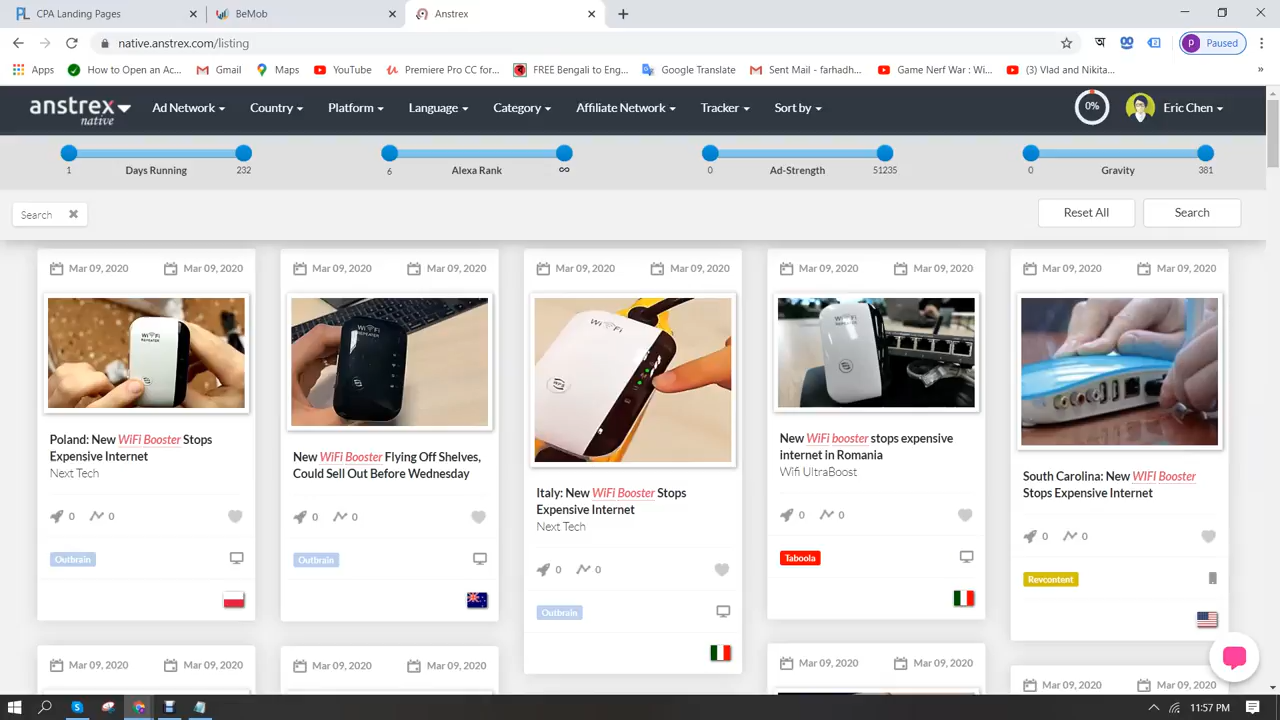 CPA Landing Pages
BeMob
Anstrex
native.anstrex.com/listing
অ
P Paused
Apps
How to Open an Ac...
Gmail
Maps
YouTube
Premiere Pro CC Cr...
FREE Bengali to Eng...
Google Translate
Sent Mail - farhadh...
Game Nerf War : Wi...
(3) Vlad and Nikita...
»
anstrex native
Ad Network
Country
Platform
Language
Category
Affiliate Network
Tracker
Sort by
0%
Eric Chen
1 Days Running 232
6 Alexa Rank ∞
0 Ad-Strength 51235
0 Gravity 381
Search
Reset All
Search
Mar 09, 2020 Mar 09, 2020
Poland: New WiFi Booster Stops
Expensive Internet
Next Tech
0 0
Outbrain
Mar 09, 2020 Mar 09, 2020
New WiFi Booster Flying Off Shelves,
Could Sell Out Before Wednesday
0 0
Outbrain
Mar 09, 2020 Mar 09, 2020
Italy: New WiFi Booster Stops
Expensive Internet
Next Tech
0 0
Outbrain
Mar 09, 2020 Mar 09, 2020
New WiFi booster stops expensive
internet in Romania
Wifi UltraBoost
0 0
Taboola
Mar 09, 2020 Mar 09, 2020
South Carolina: New WIFI Booster
Stops Expensive Internet
0 0
Revcontent
Mar 09, 2020 Mar 09, 2020
Mar 09, 2020 Mar 09, 2020
Mar 09, 2020 Mar 09, 2020
Mar 09, 2020 Mar 09, 2020
11:57 PM